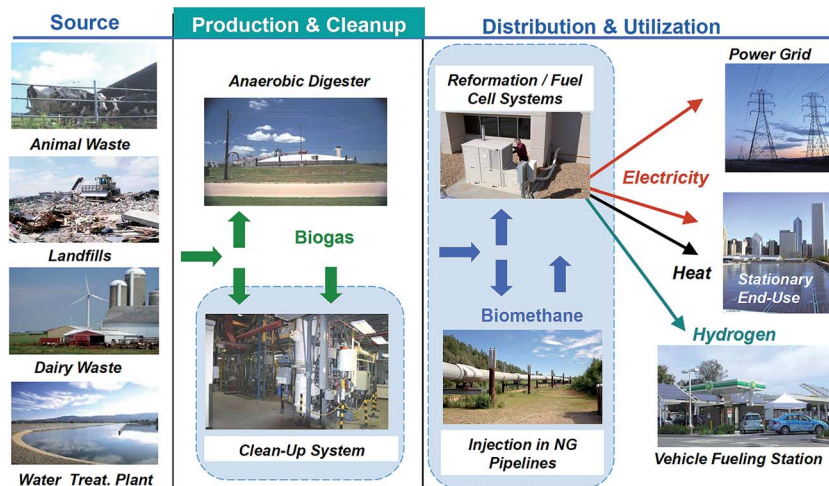 Source
Production & Cleanup
Distribution & Utilization
Animal Waste
Landfills
Dairy Waste
Water Treat. Plant
Anaerobic Digester
Biogas
Clean-Up System
Reformation / Fuel
Cell Systems
Biomethane
Injection in NG
Pipelines
Power Grid
Electricity
Heat
Stationary
End-Use
Hydrogen
Vehicle Fueling Station